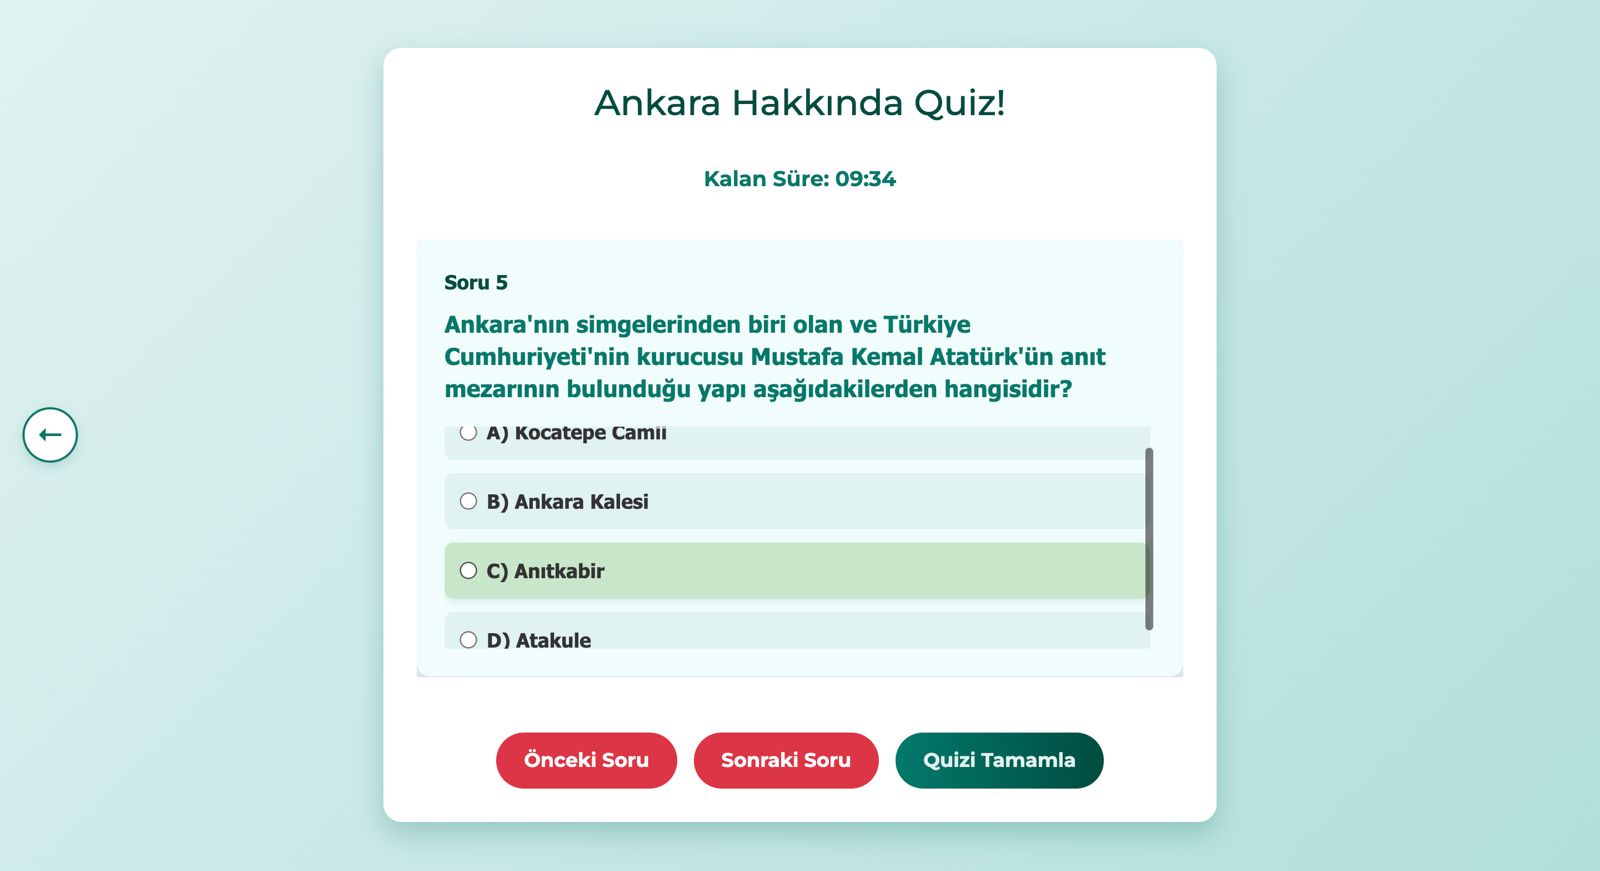 Ankara Hakkında Quiz!
Kalan Süre: 09:34
Soru 5
Ankara'nın simgelerinden biri olan ve Türkiye
Cumhuriyeti'nin kurucusu Mustafa Kemal Atatürk'ün anıt
mezarının bulunduğu yapı aşağıdakilerden hangisidir?
A) Kocatepe Camii
B) Ankara Kalesi
C) Anıtkabir
D) Atakule
Önceki Soru
Sonraki Soru
Quizi Tamamla